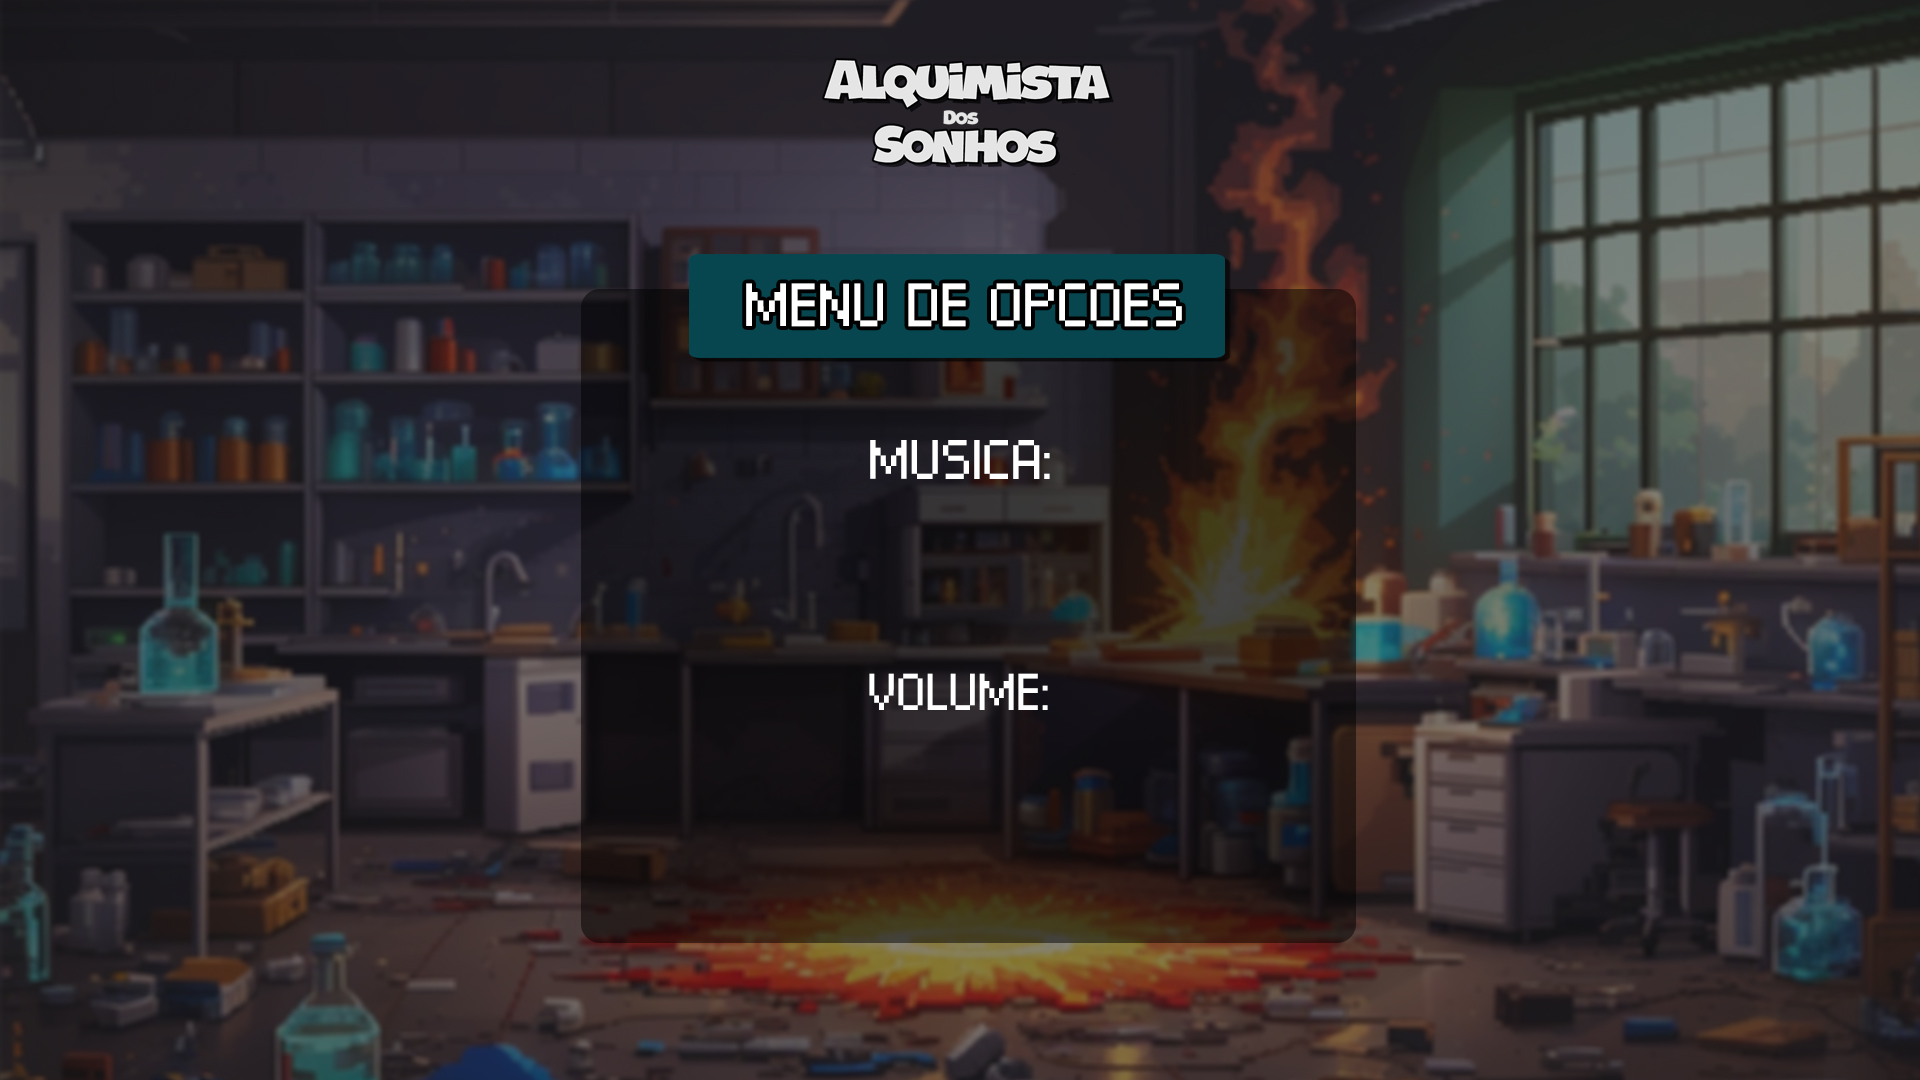 ALQUIMISTA
DOS
SONHOS
MENU DE OPCOES
MUSICA:
VOLUME: